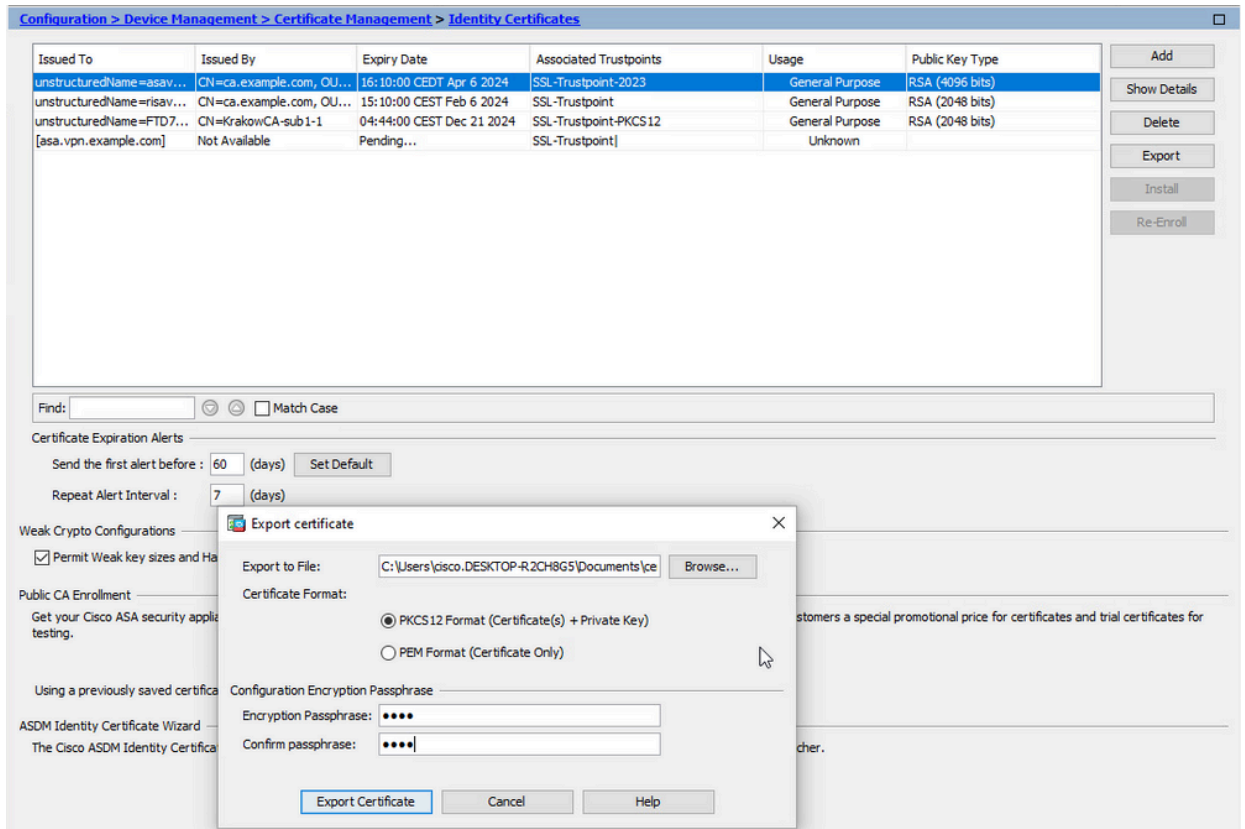 Configuration > Device Management > Certificate Management > Identity Certificates
Issued To Issued By Expiry Date Associated Trustpoints Usage Public Key Type
unstructuredName=asav... CN=ca.example.com, OU... 16:10:00 CEDT Apr 6 2024 SSL-Trustpoint-2023 General Purpose RSA (4096 bits)
unstructuredName=risav... CN=ca.example.com, OU... 15:10:00 CEST Feb 6 2024 SSL-Trustpoint General Purpose RSA (2048 bits)
unstructuredName=FTD7... CN=KrakowCA-sub1-1 04:44:00 CEST Dec 21 2024 SSL-Trustpoint-PKCS12 General Purpose RSA (2048 bits)
[asa.vpn.example.com] Not Available Pending... SSL-Trustpoint| Unknown
Add
Show Details
Delete
Export
Install
Re-Enroll
Find: Match Case
Certificate Expiration Alerts
Send the first alert before : 60 (days) Set Default
Repeat Alert Interval : 7 (days)
Weak Crypto Configurations
Permit Weak key sizes and Ha
Public CA Enrollment
Get your Cisco ASA security applia stomers a special promotional price for certificates and trial certificates for
testing.
Using a previously saved certifica
ASDM Identity Certificate Wizard
The Cisco ASDM Identity Certifica cher.
Export certificate
Export to File: C:\Users\cisco.DESKTOP-R2CH8G5\Documents\ce Browse...
Certificate Format:
PKCS12 Format (Certificate(s) + Private Key)
PEM Format (Certificate Only)
Configuration Encryption Passphrase
Encryption Passphrase: ••••
Confirm passphrase: ••••
Export Certificate Cancel Help